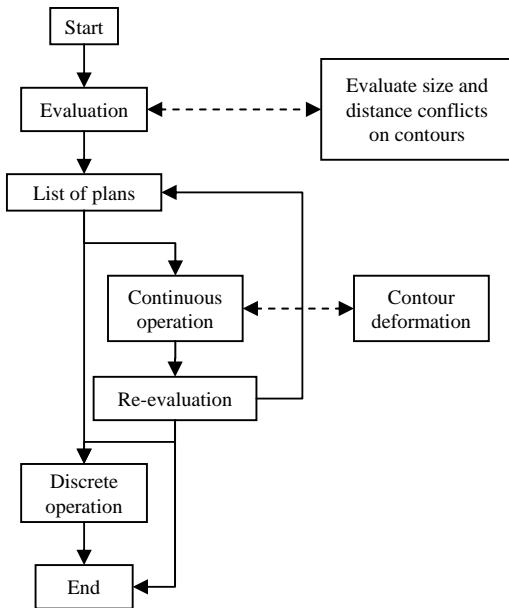 Start
Evaluation
Evaluate size and
distance conflicts
on contours
List of plans
Continuous
operation
Contour
deformation
Re-evaluation
Discrete
operation
End